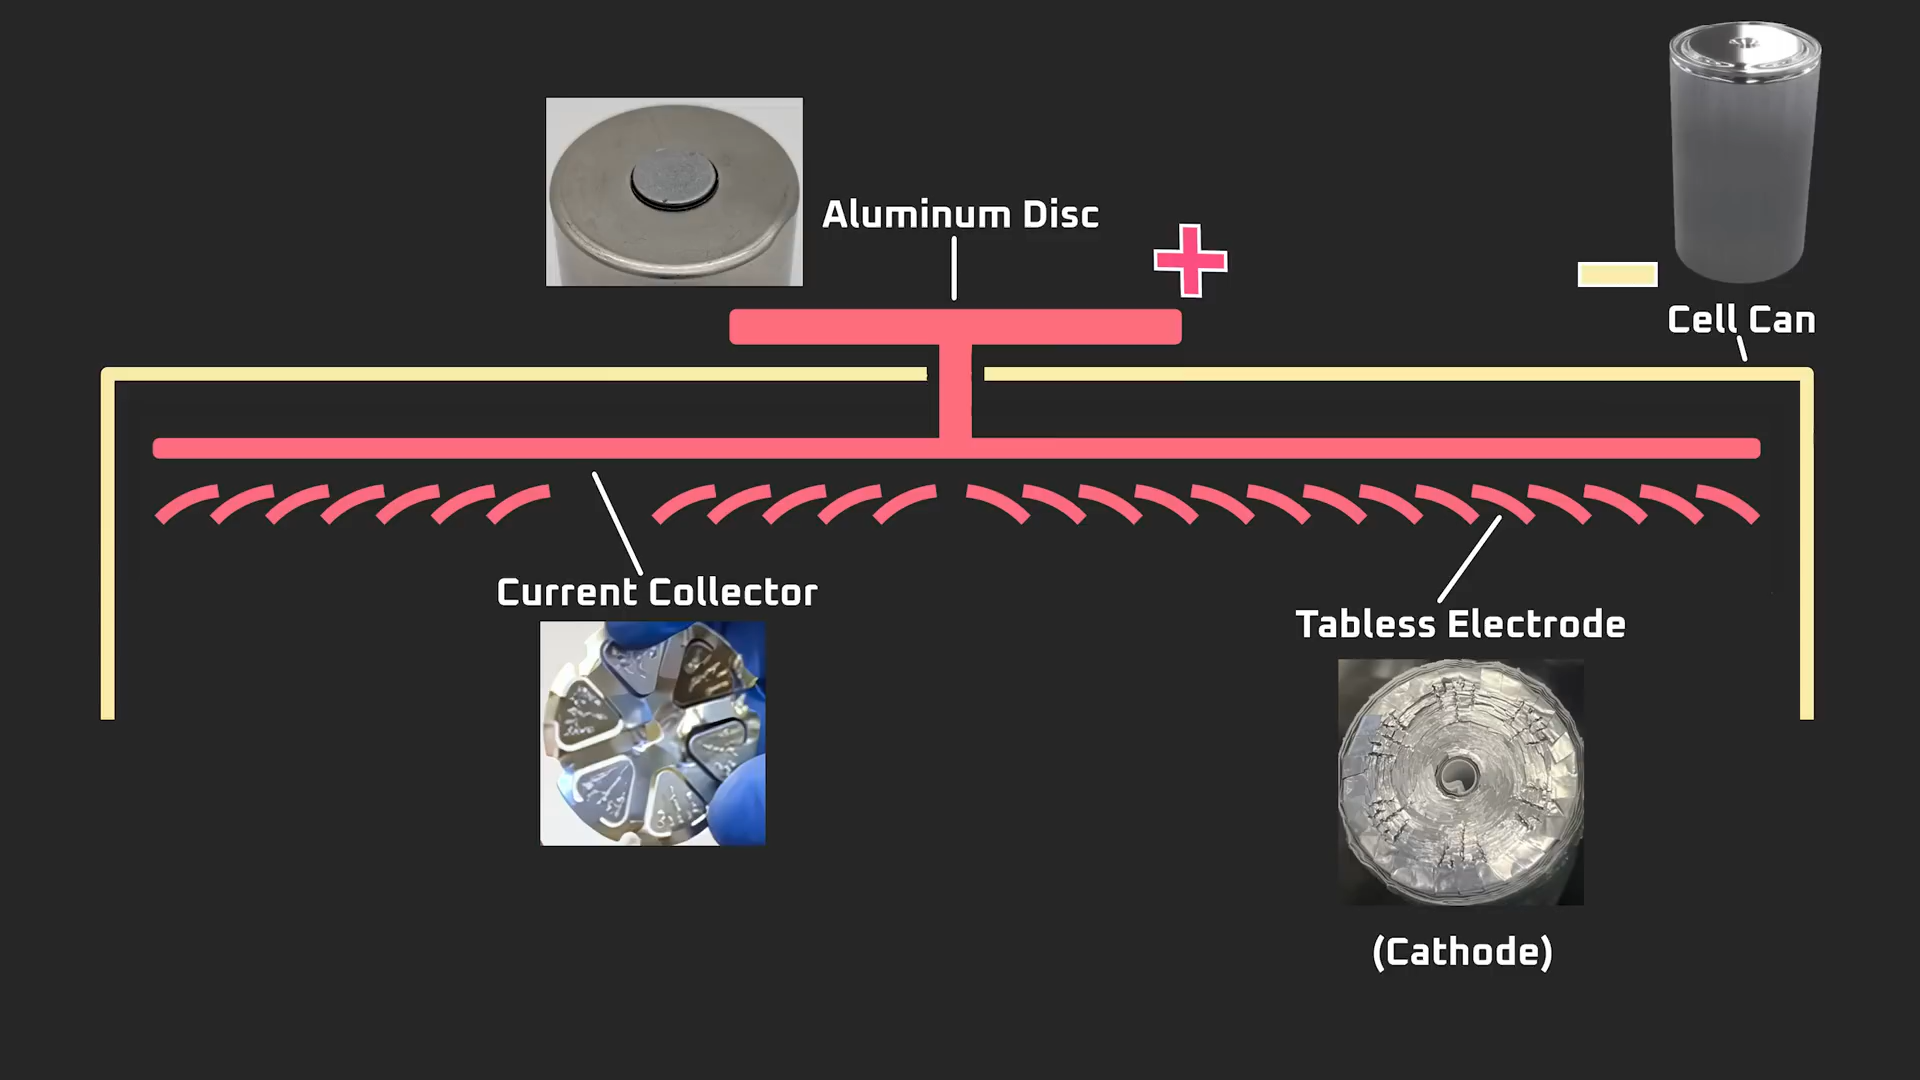 Aluminum Disc
Cell Can
Current Collector
Tabless Electrode
(Cathode)